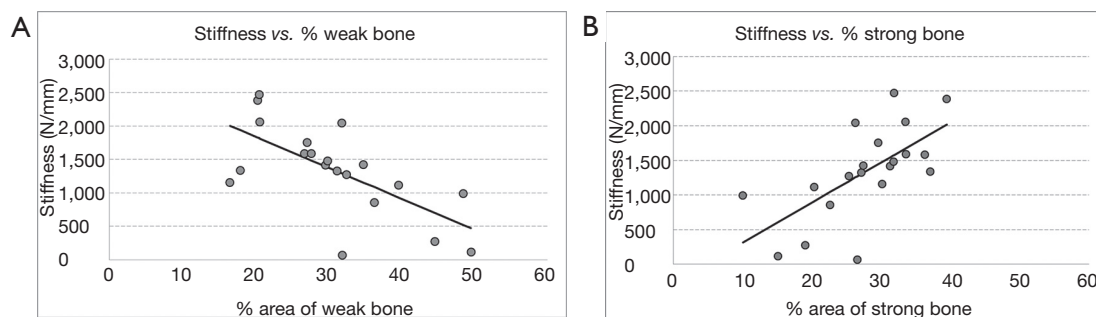 A
Stiffness vs. % weak bone
Stiffness (N/mm)
3,000
2,500
2,000
1,500
1,000
500
0
0 10 20 30 40 50 60
% area of weak bone
B
Stiffness vs. % strong bone
Stiffness (N/mm)
3,000
2,500
2,000
1,500
1,000
500
0
0 10 20 30 40 50 60
% area of strong bone